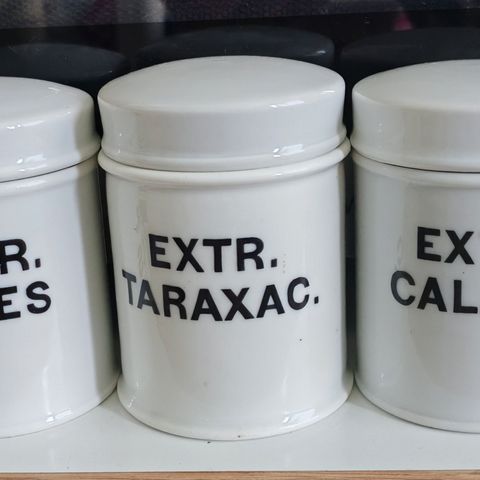 R.
ES
EXTR.
TARAXAC.
EX
CAL